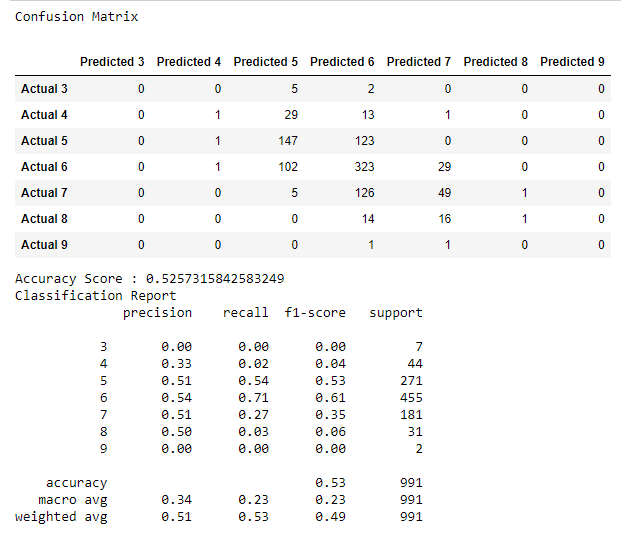 Confusion Matrix
Predicted 3 Predicted 4 Predicted 5 Predicted 6 Predicted 7 Predicted 8 Predicted 9
Actual 3 0 0 5 2 0 0 0
Actual 4 0 1 29 13 1 0 0
Actual 5 0 1 147 123 0 0 0
Actual 6 0 1 102 323 29 0 0
Actual 7 0 0 5 126 49 1 0
Actual 8 0 0 0 14 16 1 0
Actual 9 0 0 0 1 1 0 0
Accuracy Score : 0.5257315842583249
Classification Report
precision recall f1-score support
3 0.00 0.00 0.00 7
4 0.33 0.02 0.04 44
5 0.51 0.54 0.53 271
6 0.54 0.71 0.61 455
7 0.51 0.27 0.35 181
8 0.50 0.03 0.06 31
9 0.00 0.00 0.00 2
accuracy 0.53 991
macro avg 0.34 0.23 0.23 991
weighted avg 0.51 0.53 0.49 991